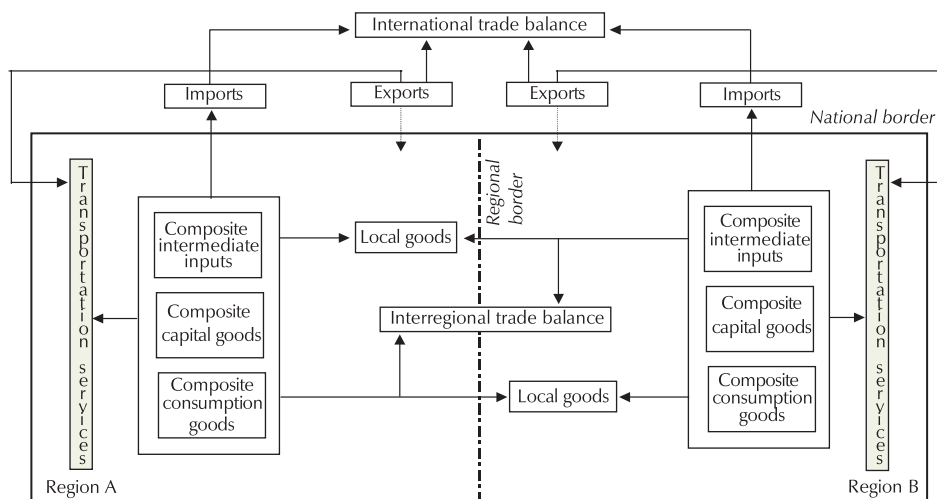 International trade balance
Imports
Exports
Exports
Imports
National border
Transportation services
Composite
intermediate
inputs
Composite
capital goods
Composite
consumption
goods
Local goods
Regional
border
Interregional trade balance
Local goods
Composite
intermediate
inputs
Composite
capital goods
Composite
consumption
goods
Transportation services
Region A
Region B